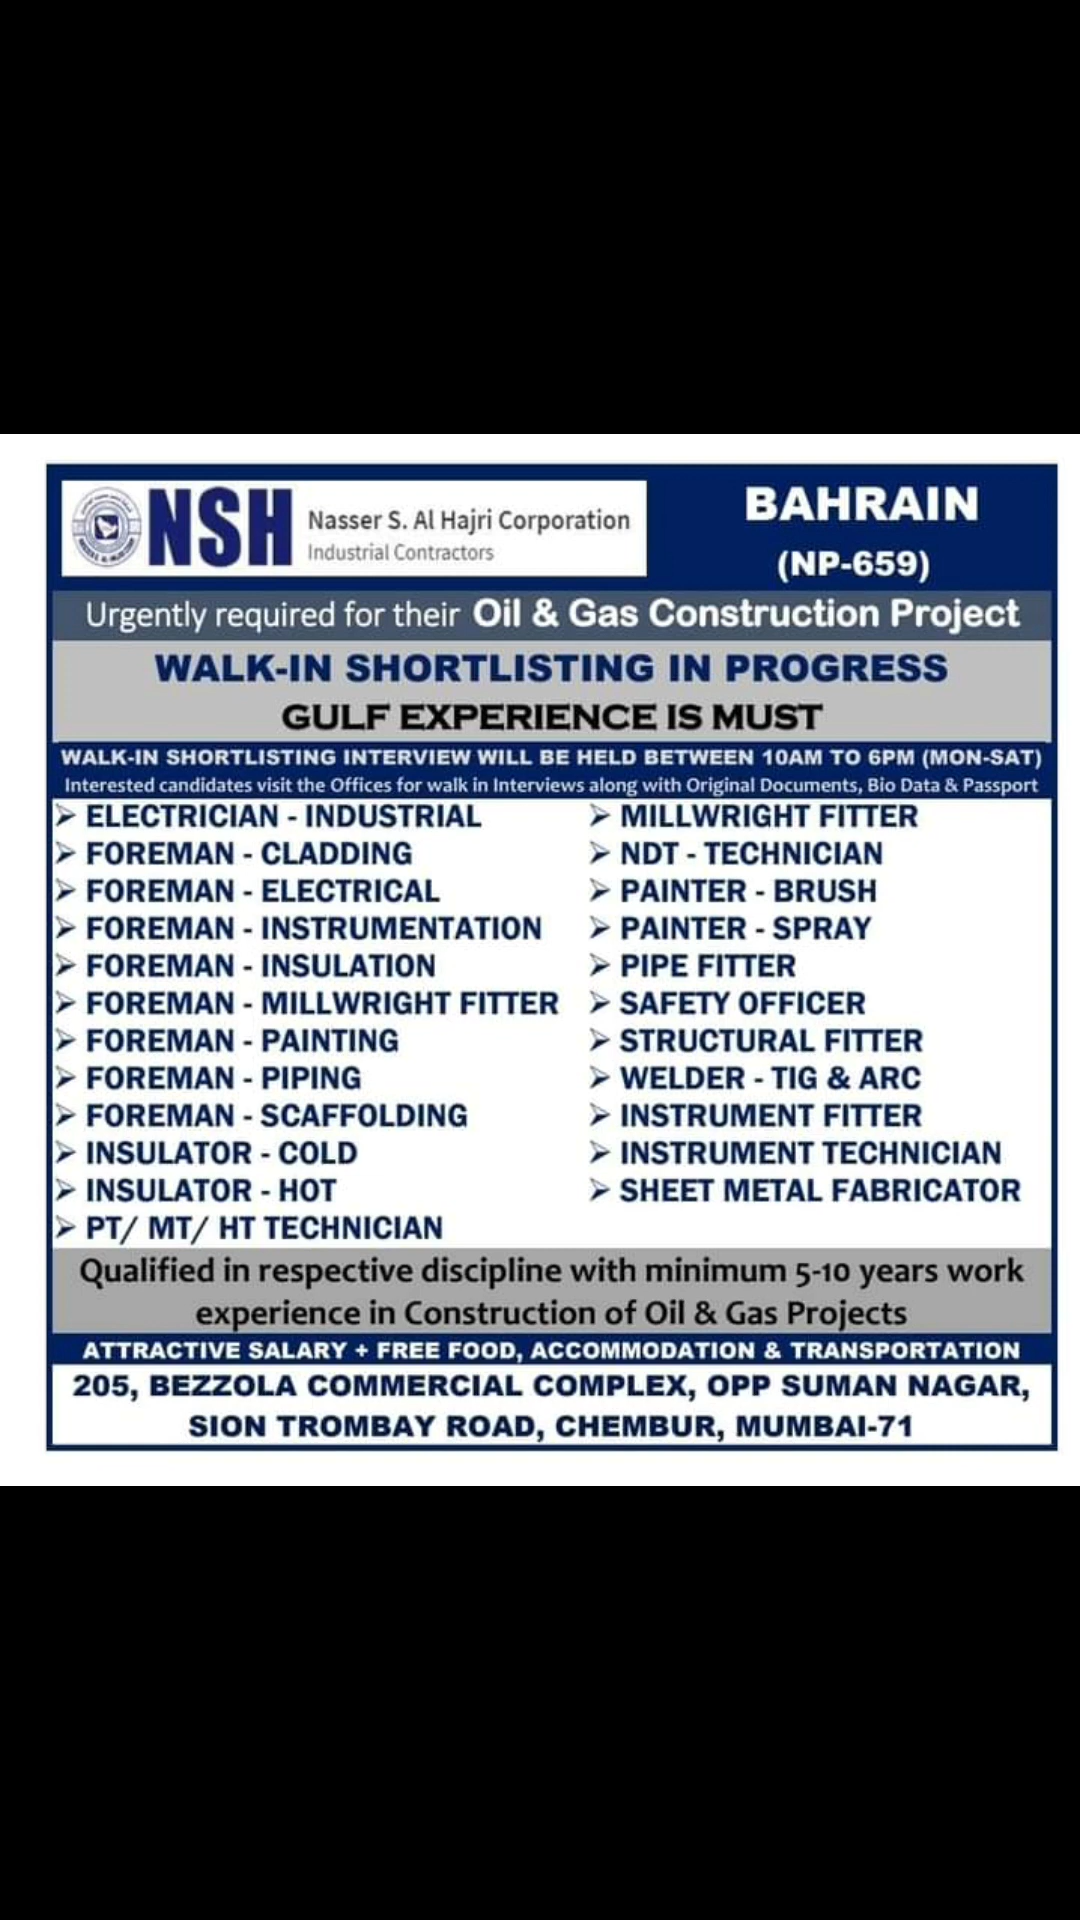 NSH
Nasser S. Al Hajri Corporation
Industrial Contractors
BAHRAIN
(NP-659)
Urgently required for their Oil & Gas Construction Project
WALK-IN SHORTLISTING IN PROGRESS
GULF EXPERIENCE IS MUST
WALK-IN SHORTLISTING INTERVIEW WILL BE HELD BETWEEN 10AM TO 6PM (MON-SAT)
Interested candidates visit the Offices for walk in Interviews along with Original Documents, Bio Data & Passport
➢ ELECTRICIAN - INDUSTRIAL
➢ FOREMAN - CLADDING
➢ FOREMAN - ELECTRICAL
➢ FOREMAN - INSTRUMENTATION
➢ FOREMAN - INSULATION
➢ FOREMAN - MILLWRIGHT FITTER
➢ FOREMAN - PAINTING
➢ FOREMAN - PIPING
➢ FOREMAN - SCAFFOLDING
➢ INSULATOR - COLD
➢ INSULATOR - HOT
➢ PT/ MT/ HT TECHNICIAN
➢ MILLWRIGHT FITTER
➢ NDT - TECHNICIAN
➢ PAINTER - BRUSH
➢ PAINTER - SPRAY
➢ PIPE FITTER
➢ SAFETY OFFICER
➢ STRUCTURAL FITTER
➢ WELDER - TIG & ARC
➢ INSTRUMENT FITTER
➢ INSTRUMENT TECHNICIAN
➢ SHEET METAL FABRICATOR
Qualified in respective discipline with minimum 5-10 years work
experience in Construction of Oil & Gas Projects
ATTRACTIVE SALARY + FREE FOOD, ACCOMMODATION & TRANSPORTATION
205, BEZZOLA COMMERCIAL COMPLEX, OPP SUMAN NAGAR,
SION TROMBAY ROAD, CHEMBUR, MUMBAI-71